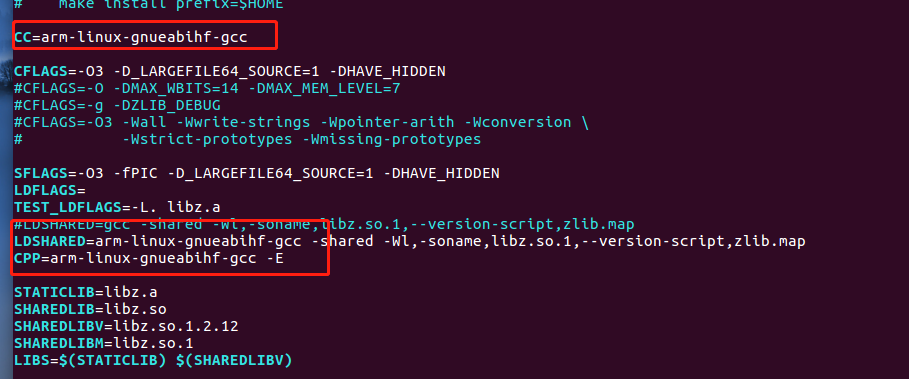 #    make install prefix=$HOME
CC=arm-linux-gnueabihf-gcc
CFLAGS=-O3 -D_LARGEFILE64_SOURCE=1 -DHAVE_HIDDEN
#CFLAGS=-O -DMAX_WBITS=14 -DMAX_MEM_LEVEL=7
#CFLAGS=-g -DZLIB_DEBUG
#CFLAGS=-O3 -Wall -Wwrite-strings -Wpointer-arith -Wconversion \
#           -Wstrict-prototypes -Wmissing-prototypes
SFLAGS=-O3 -fPIC -D_LARGEFILE64_SOURCE=1 -DHAVE_HIDDEN
LDFLAGS=
TEST_LDFLAGS=-L. libz.a
#LDSHARED=gcc -shared -Wl,-soname,libz.so.1,--version-script,zlib.map
LDSHARED=arm-linux-gnueabihf-gcc -shared -Wl,-soname,libz.so.1,--version-script,zlib.map
CPP=arm-linux-gnueabihf-gcc -E
STATICLIB=libz.a
SHAREDLIB=libz.so
SHAREDLIBV=libz.so.1.2.12
SHAREDLIBM=libz.so.1
LIBS=$(STATICLIB) $(SHAREDLIBV)